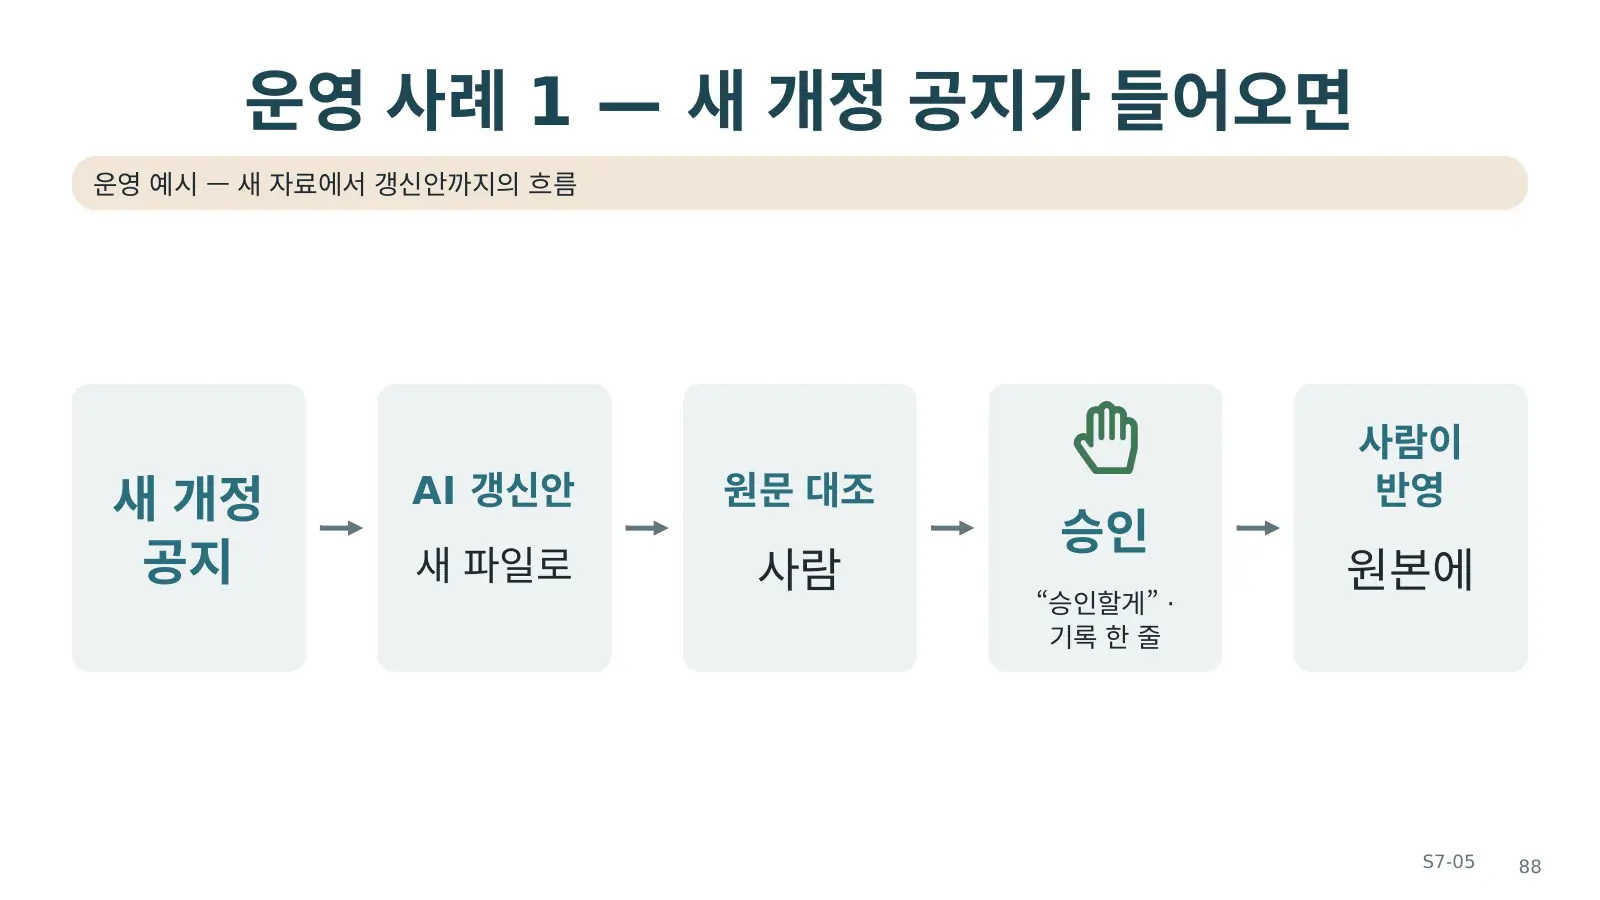 운영 사례 1 — 새 개정 공지가 들어오면
운영 예시 — 새 자료에서 갱신안까지의 흐름
새 개정
공지
AI 갱신안
새 파일로
원문 대조
사람
승인
“승인할게” ·
기록 한 줄
사람이
반영
원본에
S7-05
88